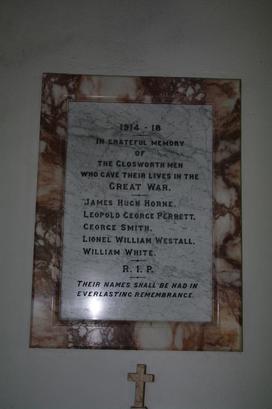 1914 - 18
IN GRATEFUL MEMORY
OF
THE CLOSWORTH MEN
WHO GAVE THEIR LIVES IN THE
GREAT WAR.
JAMES HUGH HORNE.
LEOPOLD GEORGE PERRETT.
GEORGE SMITH.
LIONEL WILLIAM WESTALL.
WILLIAM WHITE.
R.I.P.
THEIR NAMES SHALL BE HAD IN
EVERLASTING REMEMBRANCE.